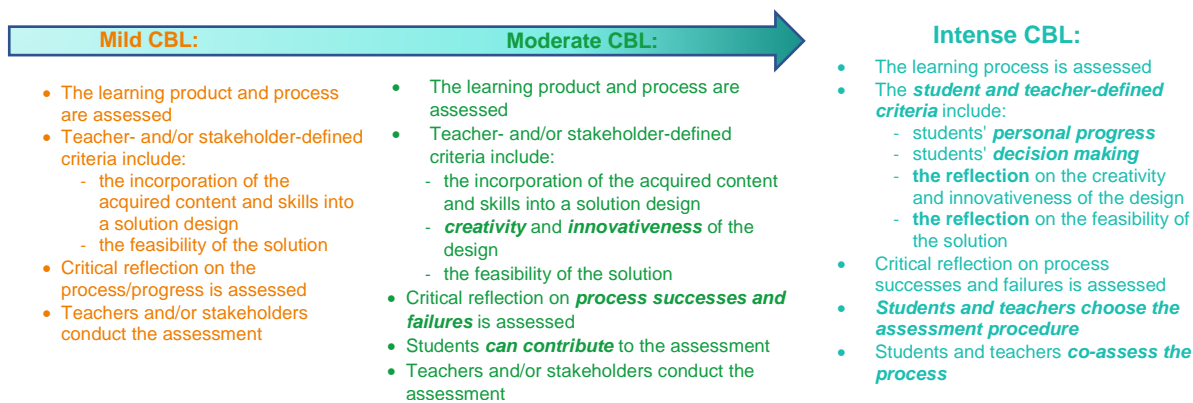 Mild CBL:
• The learning product and process
are assessed
• Teacher- and/or stakeholder-defined
criteria include:
- the incorporation of the
acquired content and skills into
a solution design
- the feasibility of the solution
• Critical reflection on the
process/progress is assessed
• Teachers and/or stakeholders
conduct the assessment
Moderate CBL:
• The learning product and process are
assessed
• Teacher- and/or stakeholder-defined
criteria include:
- the incorporation of the acquired content
and skills into a solution design
- creativity and innovativeness of the
design
- the feasibility of the solution
• Critical reflection on process successes and
failures is assessed
• Students can contribute to the assessment
• Teachers and/or stakeholders conduct the
assessment
Intense CBL:
• The learning process is assessed
• The student and teacher-defined
criteria include:
- students' personal progress
- students' decision making
- the reflection on the creativity
and innovativeness of the design
- the reflection on the feasibility of
the solution
• Critical reflection on process
successes and failures is assessed
• Students and teachers choose the
assessment procedure
• Students and teachers co-assess the
process